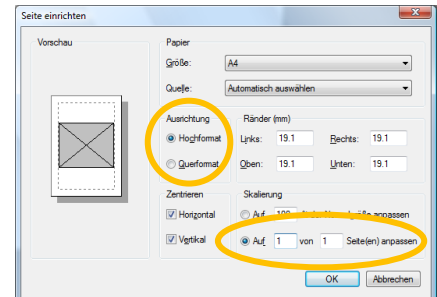 Seite einrichten
Vorschau
Papier
Größe: A4
Quelle: Automatisch auswählen
Ausrichtung
Hochformat
Querformat
Ränder (mm)
Links: 19.1 Rechts: 19.1
Oben: 19.1 Unten: 19.1
Zentrieren
Horizontal
Vertikal
Skalierung
Auf 100 anpassen
Auf 1 von 1 Seite(en) anpassen
OK Abbrechen